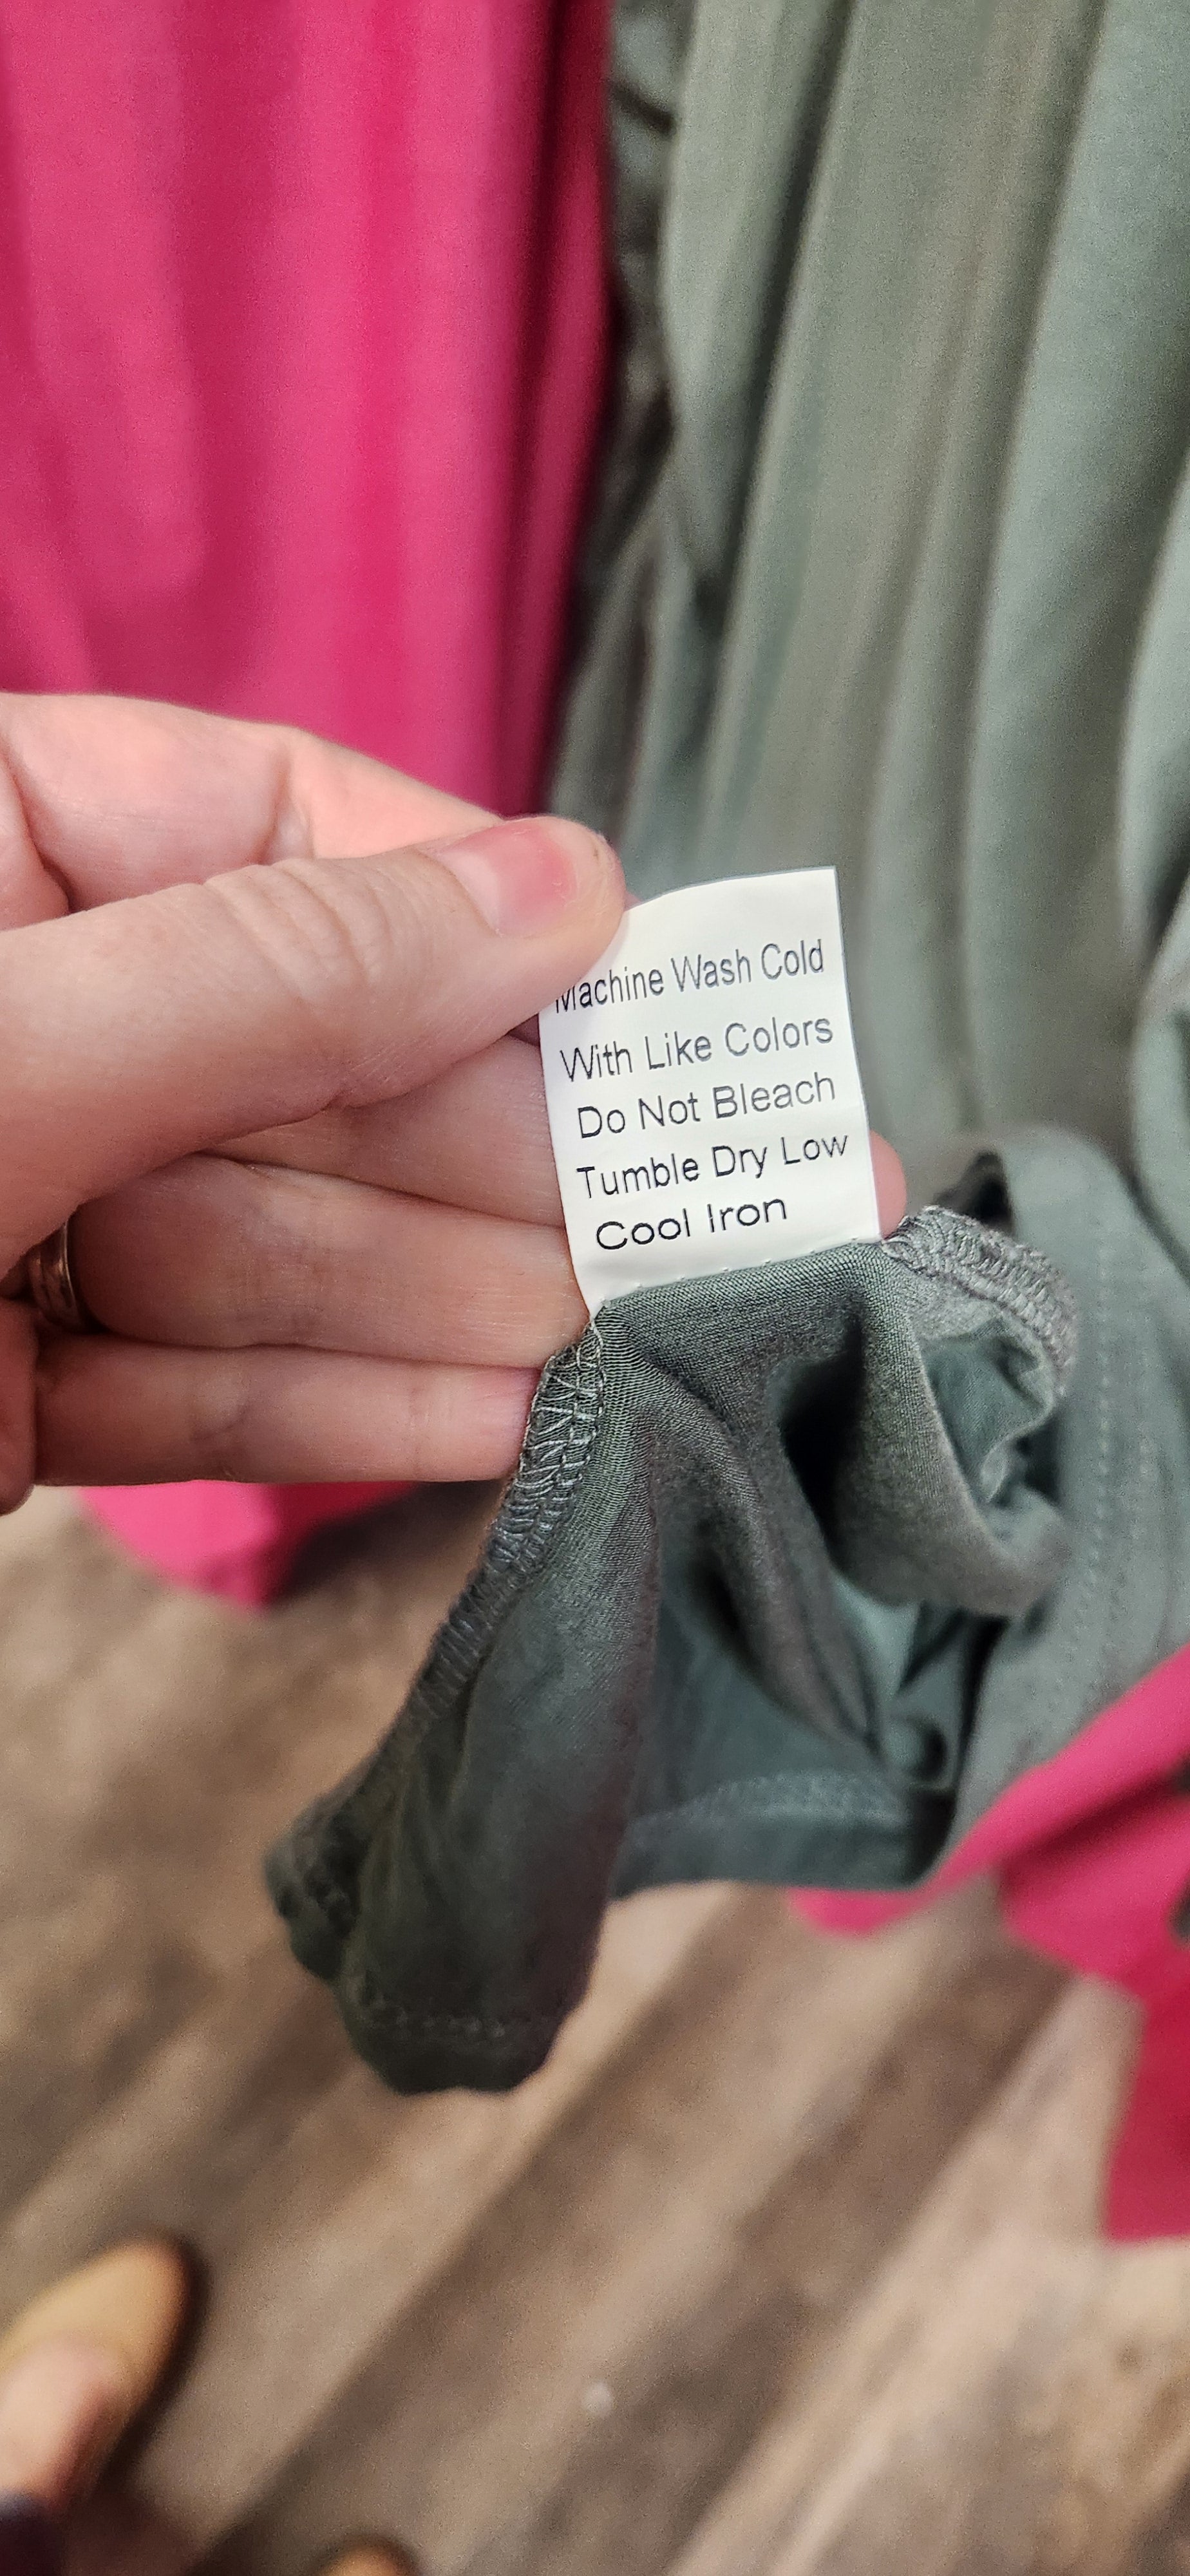 Machine Wash Cold
With Like Colors
Do Not Bleach
Tumble Dry Low
Cool Iron